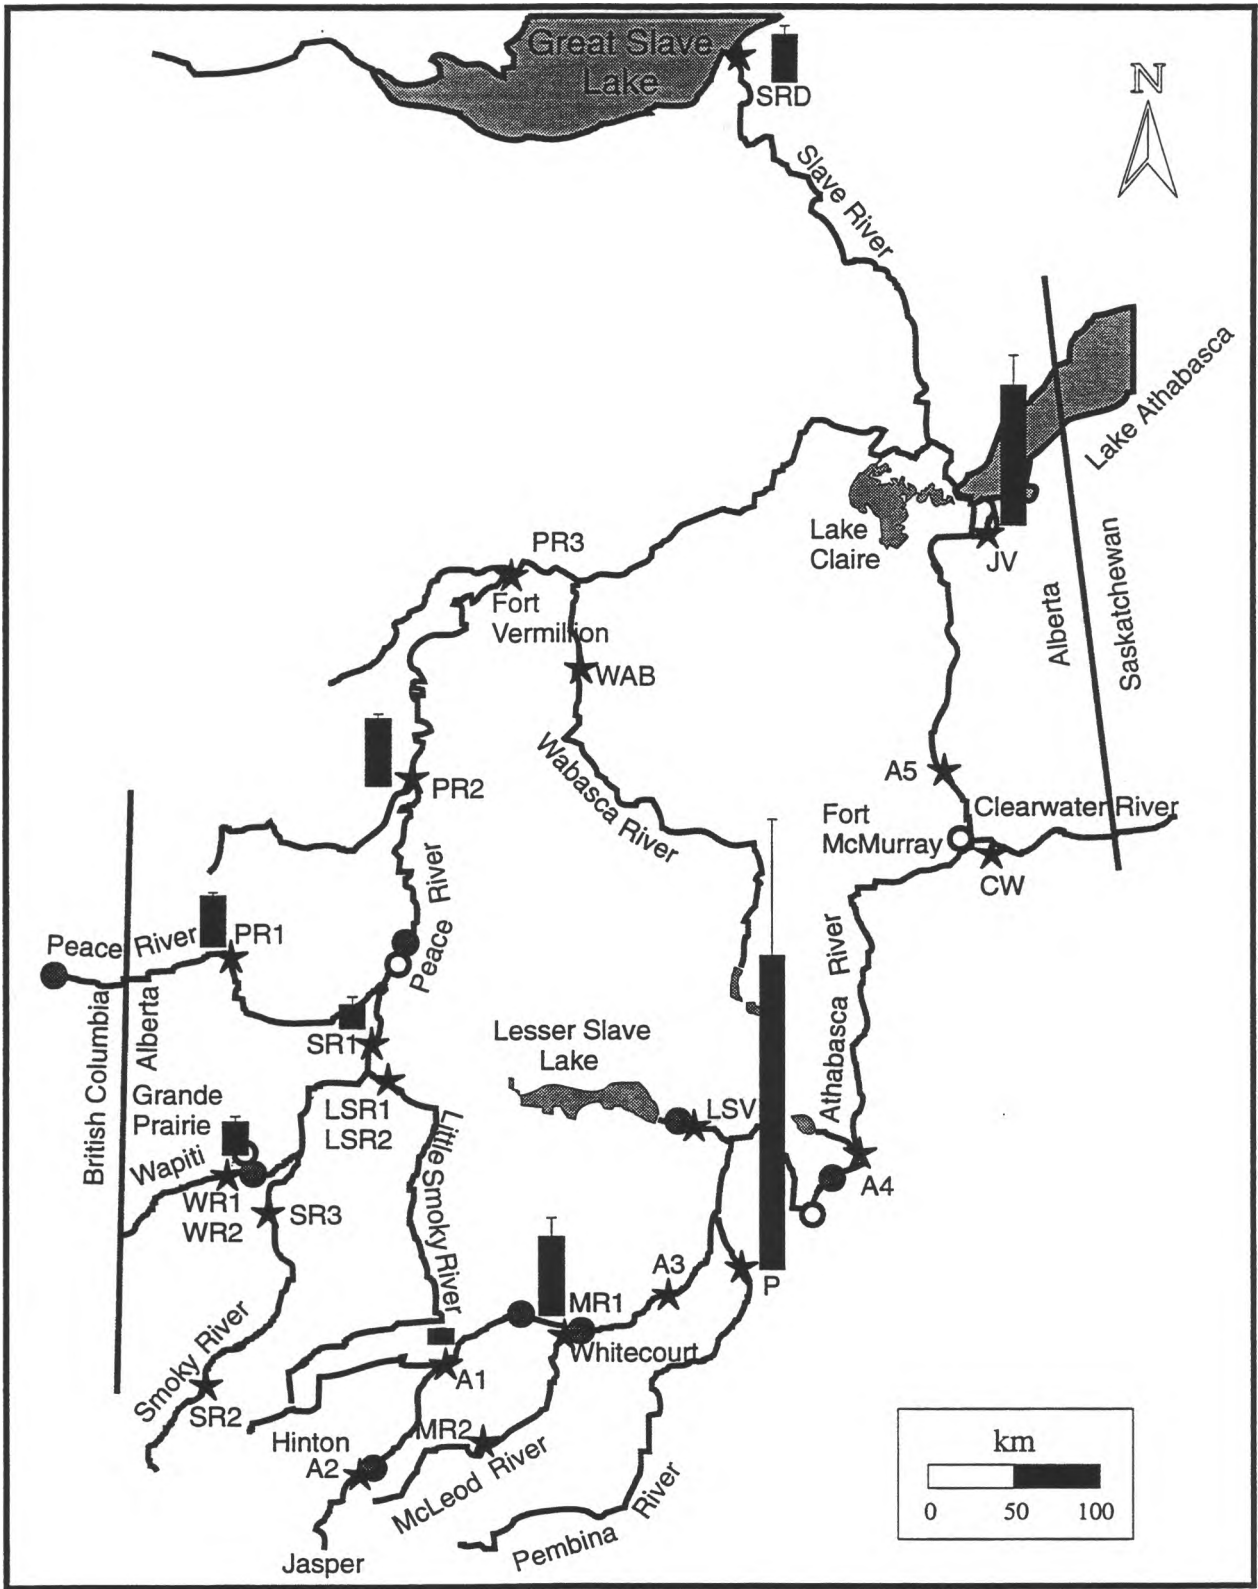 Great Slave
Lake
SRD
N
Slave River
Lake Athabasca
Lake
Claire
JV
PR3
Fort
Vermillion
WAB
Alberta
Saskatchewan
PR2
Wabasca River
A5
Clearwater River
Fort
McMurray
CW
Peace River
PR1
Peace River
British Columbia
Alberta
SR1
Athabasca River
Lesser Slave
Lake
Grande
Prairie
LSR1
LSR2
LSV
Wapiti
WR1
WR2
SR3
Little Smoky River
A4
A3
P
MR1
Whitecourt
Smoky River
A1
SR2
Hinton
A2
MR2
McLeod River
Pembina River
Jasper
km
0 50 100